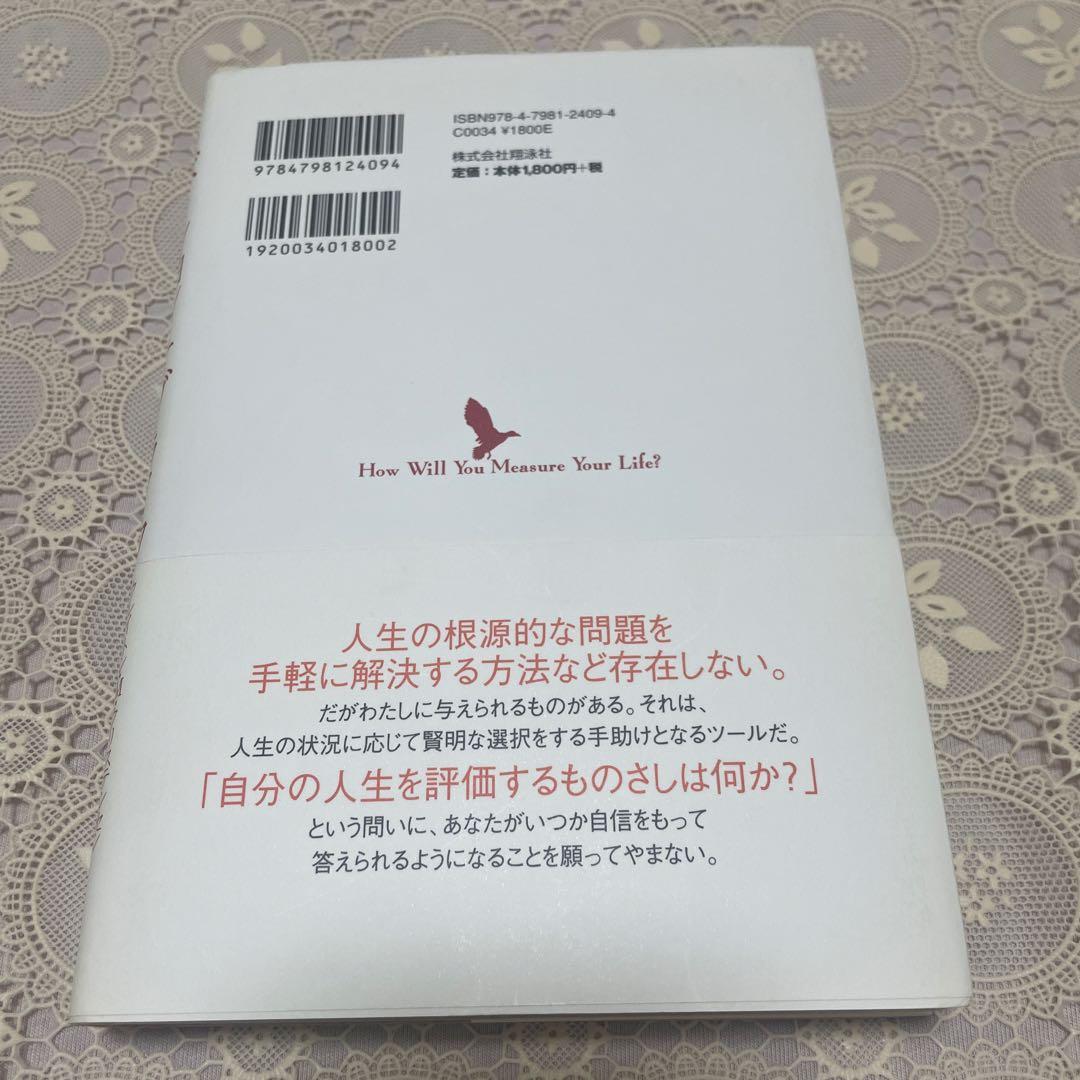 ISBN978-4-7981-2409-4
C0034 ¥1800E
株式会社翔泳社
定価：本体1,800円+税
9784798124094
1920034018002
How Will You Measure Your Life?
人生の根源的な問題を
手軽に解決する方法など存在しない。
だがわたしに与えられるものがある。それは、
人生の状況に応じて賢明な選択をする手助けとなるツールだ。
「自分の人生を評価するものさしは何か？」
という問いに、あなたがいつか自信をもって
答えられるようになることを願ってやまない。